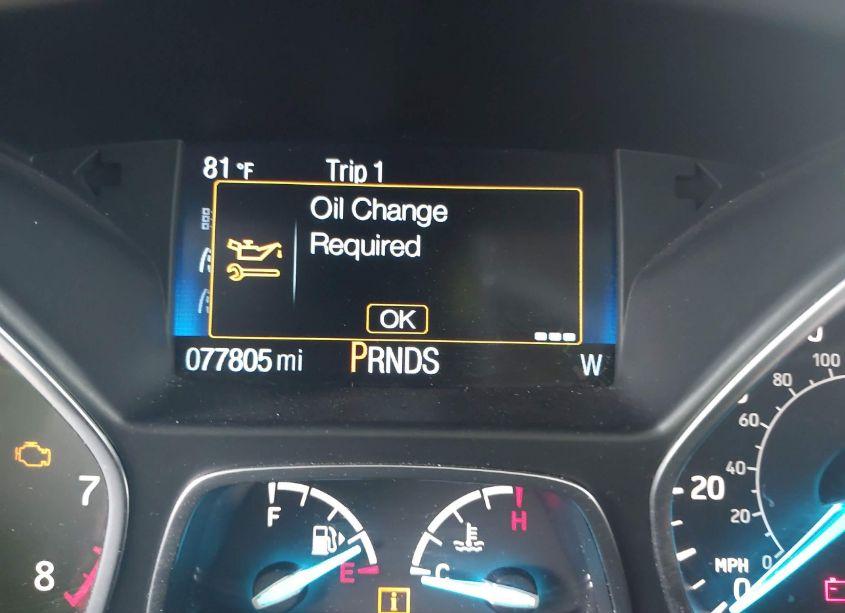 81 °F Trip 1
Oil Change
Required
OK
077805 mi PRNDS W
7
8
F
E
H
C
i
100
80
60
40
20
0
20
MPH
0